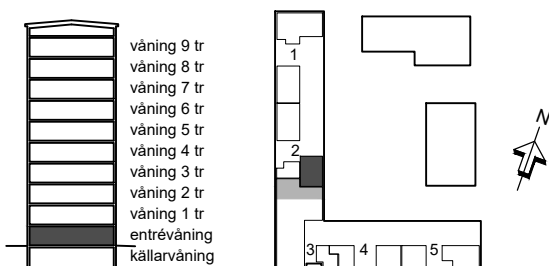 våning 9 tr
våning 8 tr
våning 7 tr
våning 6 tr
våning 5 tr
våning 4 tr
våning 3 tr
våning 2 tr
våning 1 tr
entrévåning
källarvåning
1
2
3 4 5
N